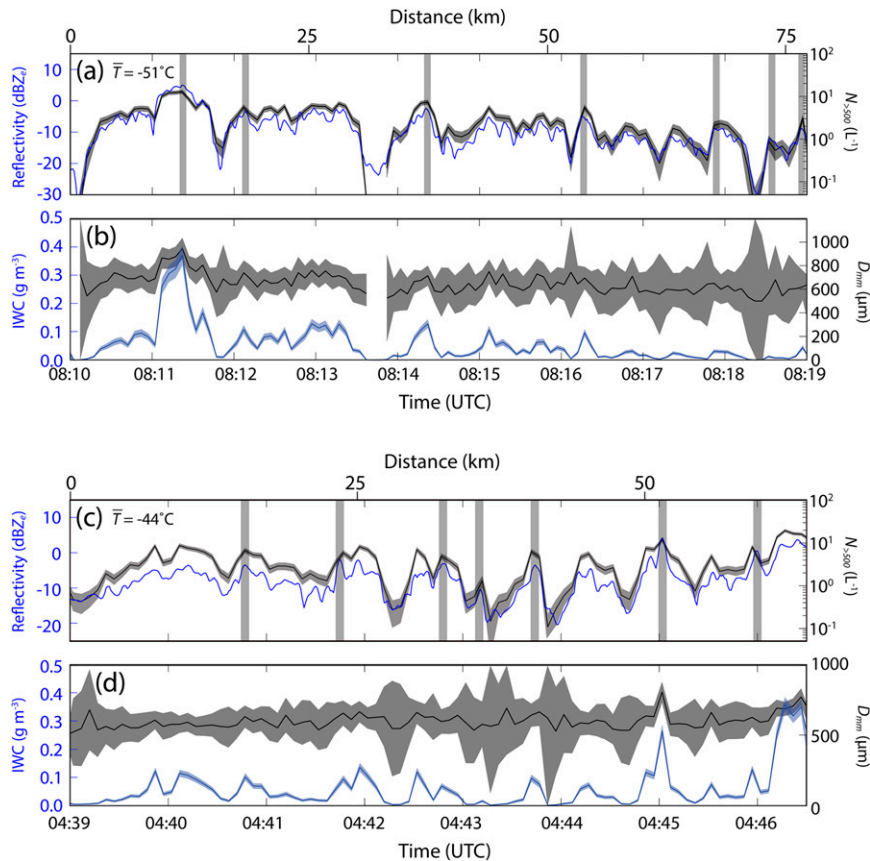 Distance (km)
0 25 50 75
(a) T̅ = -51˚C
Reflectivity (dBZe)
10
0
-10
-20
-30
10²
10¹
10⁰
10⁻¹
N>500 (L⁻¹)
(b)
IWC (g m⁻³)
0.5
0.4
0.3
0.2
0.1
0.0
1000
800
600
400
200
0
Dmm (µm)
08:10 08:11 08:12 08:13 08:14 08:15 08:16 08:17 08:18 08:19
Time (UTC)
Distance (km)
0 25 50
(c) T̅ = -44˚C
Reflectivity (dBZe)
10
0
-10
-20
10²
10¹
10⁰
10⁻¹
N>500 (L⁻¹)
(d)
IWC (g m⁻³)
0.5
0.4
0.3
0.2
0.1
0.0
1000
500
0
Dmm (µm)
04:39 04:40 04:41 04:42 04:43 04:44 04:45 04:46
Time (UTC)